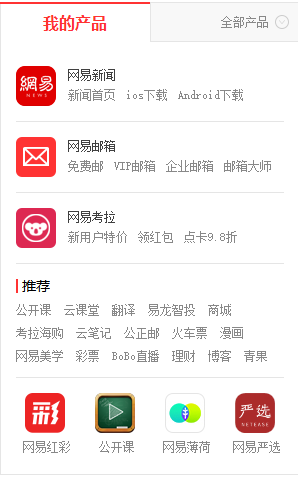 我的产品 全部产品
網易
NEWS
网易新闻
新闻首页 ios下载 Android下载
网易邮箱
免费邮 VIP邮箱 企业邮箱 邮箱大师
网易考拉
新用户特价 领红包 点卡9.8折
推荐
公开课 云课堂 翻译 易龙智投 商城
考拉海购 云笔记 公正邮 火车票 漫画
网易美学 彩票 BoBo直播 理财 博客 青果
彩 严选
NETEASE
网易红彩 公开课 网易薄荷 网易严选